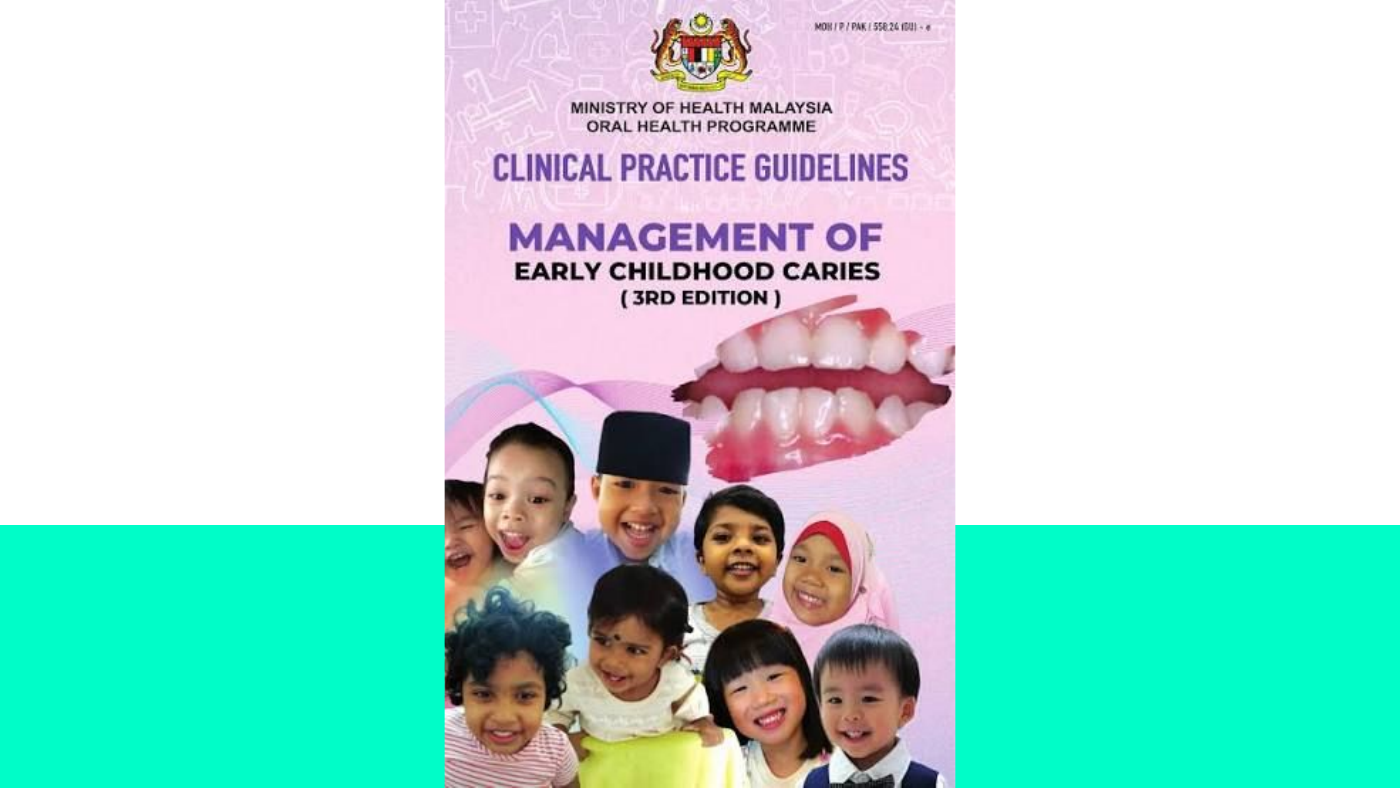 MOH / P / PAK / 558.24 (GU) - e
MINISTRY OF HEALTH MALAYSIA
ORAL HEALTH PROGRAMME
CLINICAL PRACTICE GUIDELINES
MANAGEMENT OF
EARLY CHILDHOOD CARIES
( 3RD EDITION )